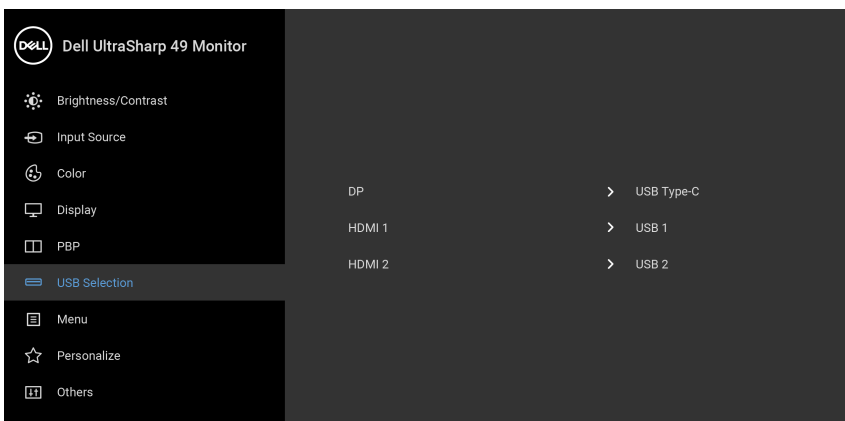 DELL
Dell UltraSharp 49 Monitor
Brightness/Contrast
Input Source
Color
Display
PBP
USB Selection
Menu
Personalize
Others
DP USB Type-C
HDMI 1 USB 1
HDMI 2 USB 2